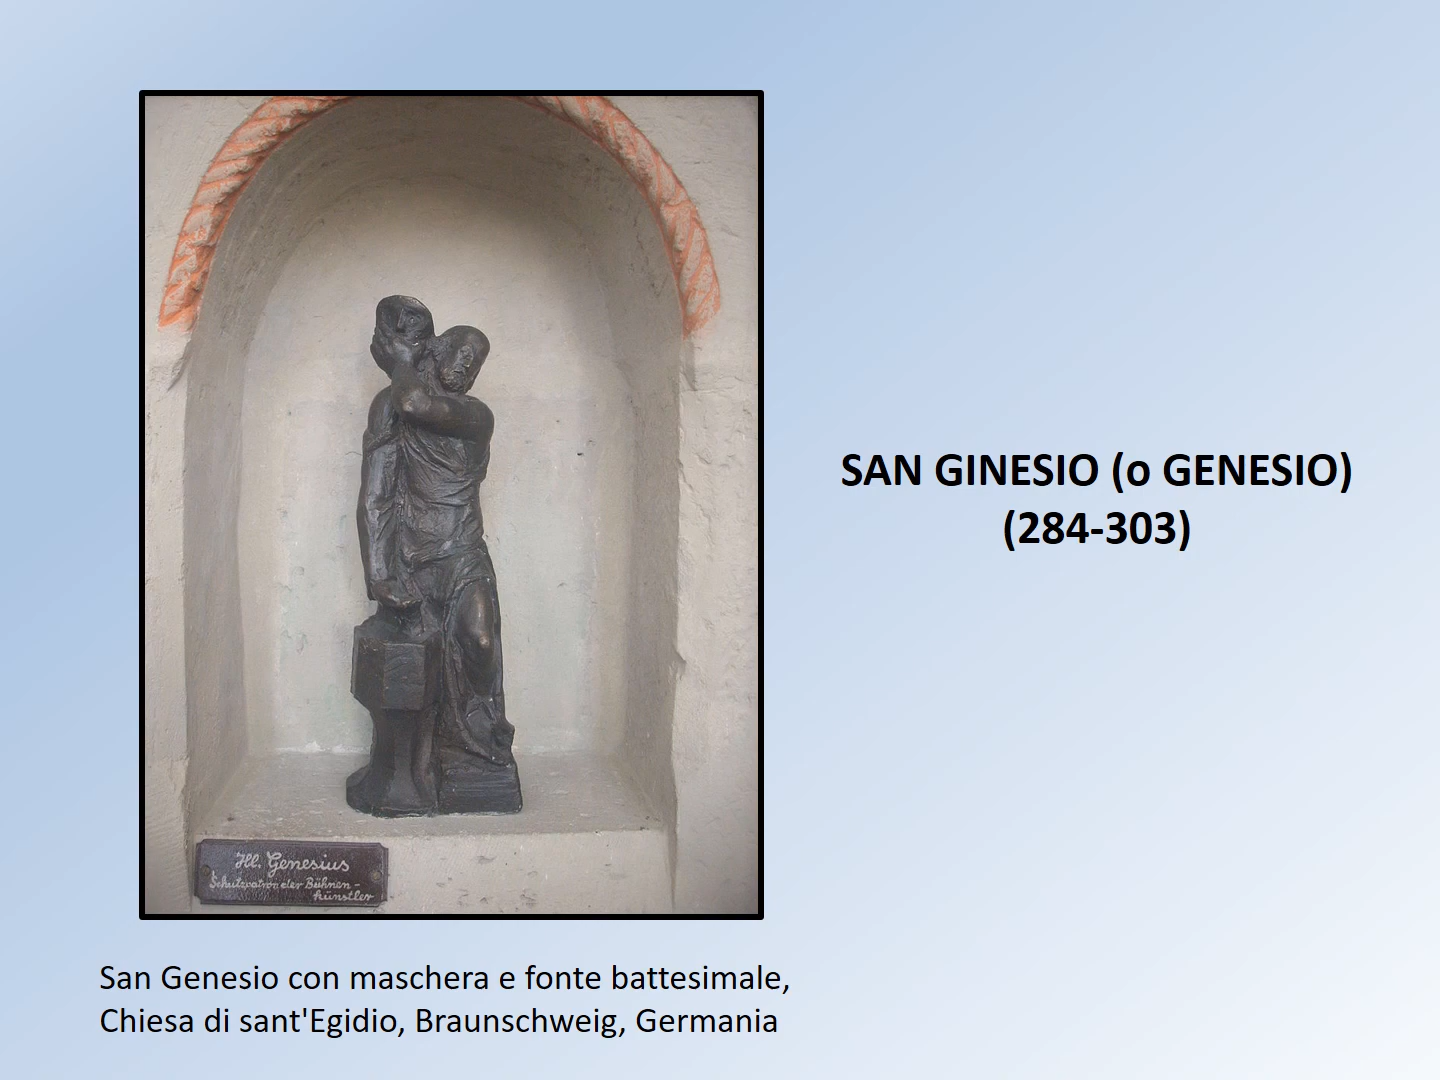 SAN GINESIO (o GENESIO)
(284-303)
Hl. Genesius
Schutzpatron der Bühnen-
künstler
San Genesio con maschera e fonte battesimale,
Chiesa di sant'Egidio, Braunschweig, Germania